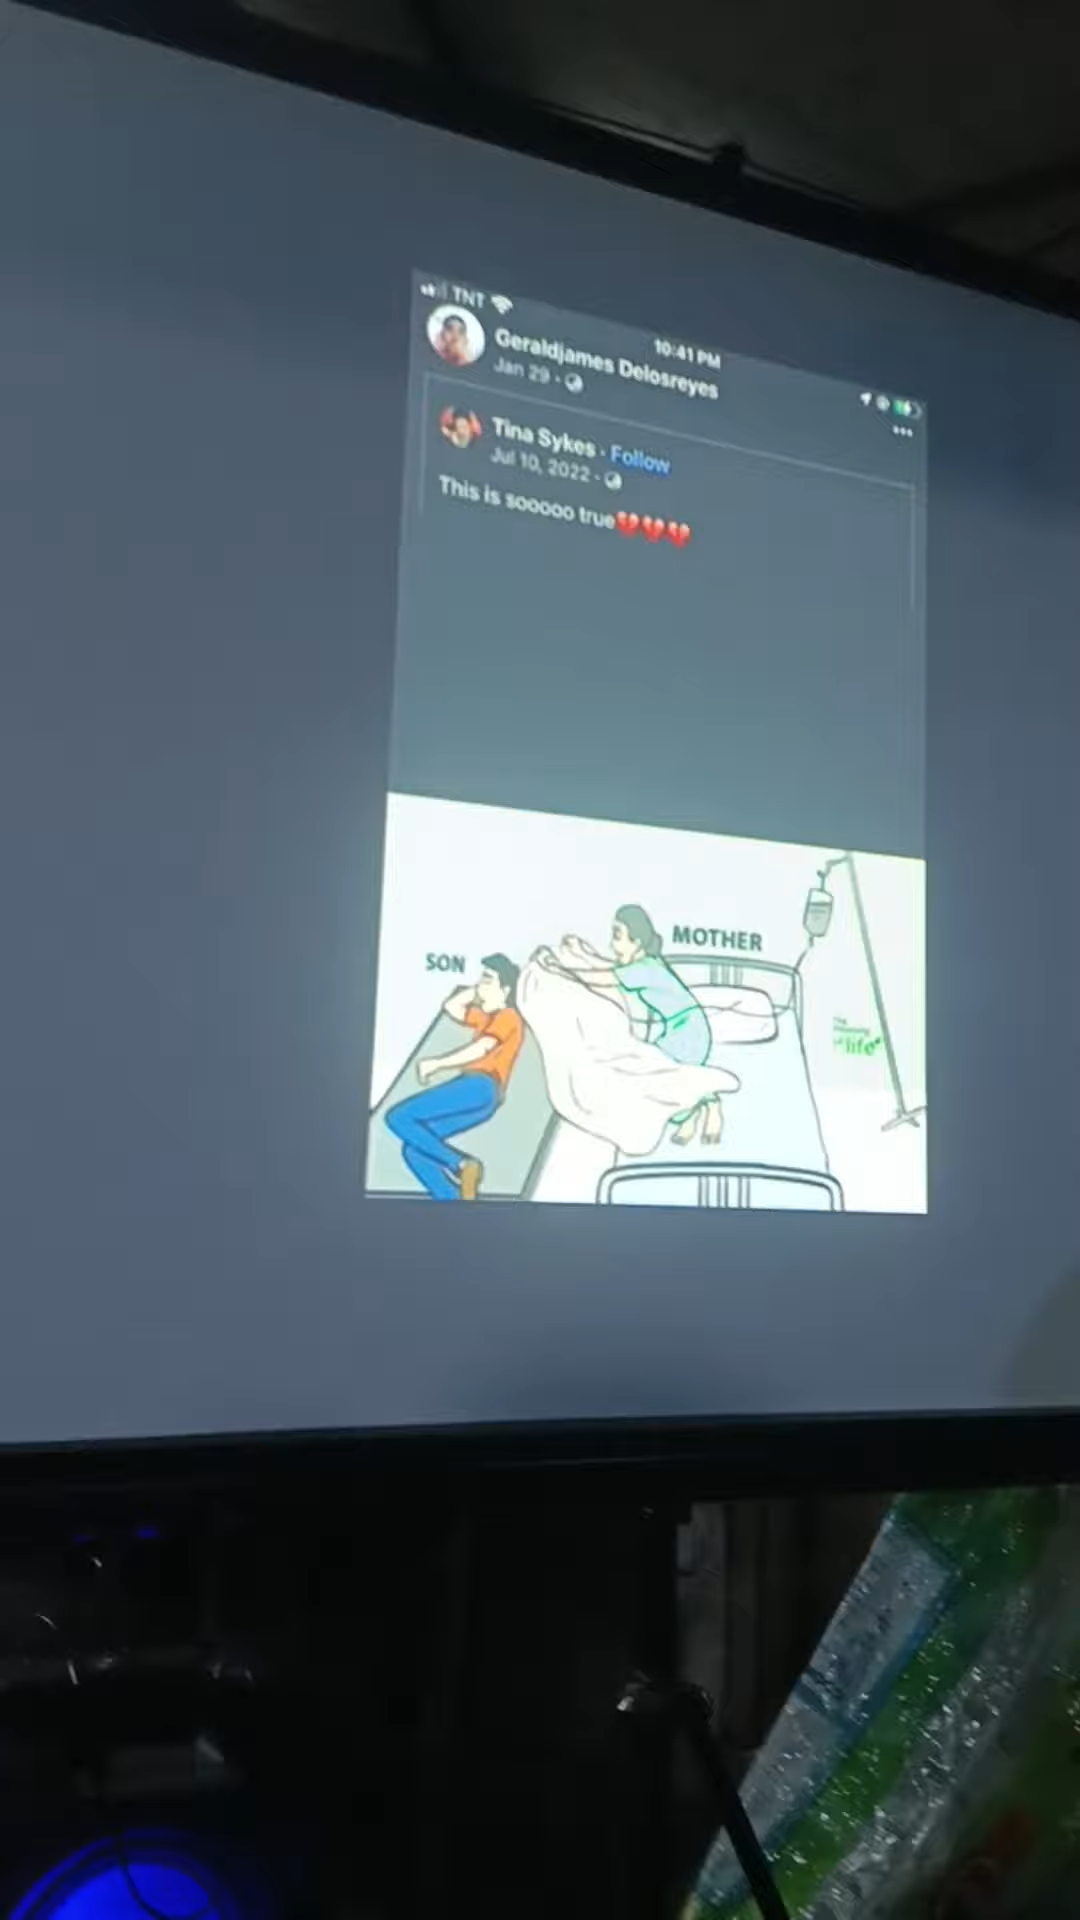 TNT
10:41 PM
Geraldjames Delosreyes
Jan 29 ·
Tina Sykes · Follow
Jul 10, 2022 ·
This is sooooo true💔💔💔
MOTHER
SON
life